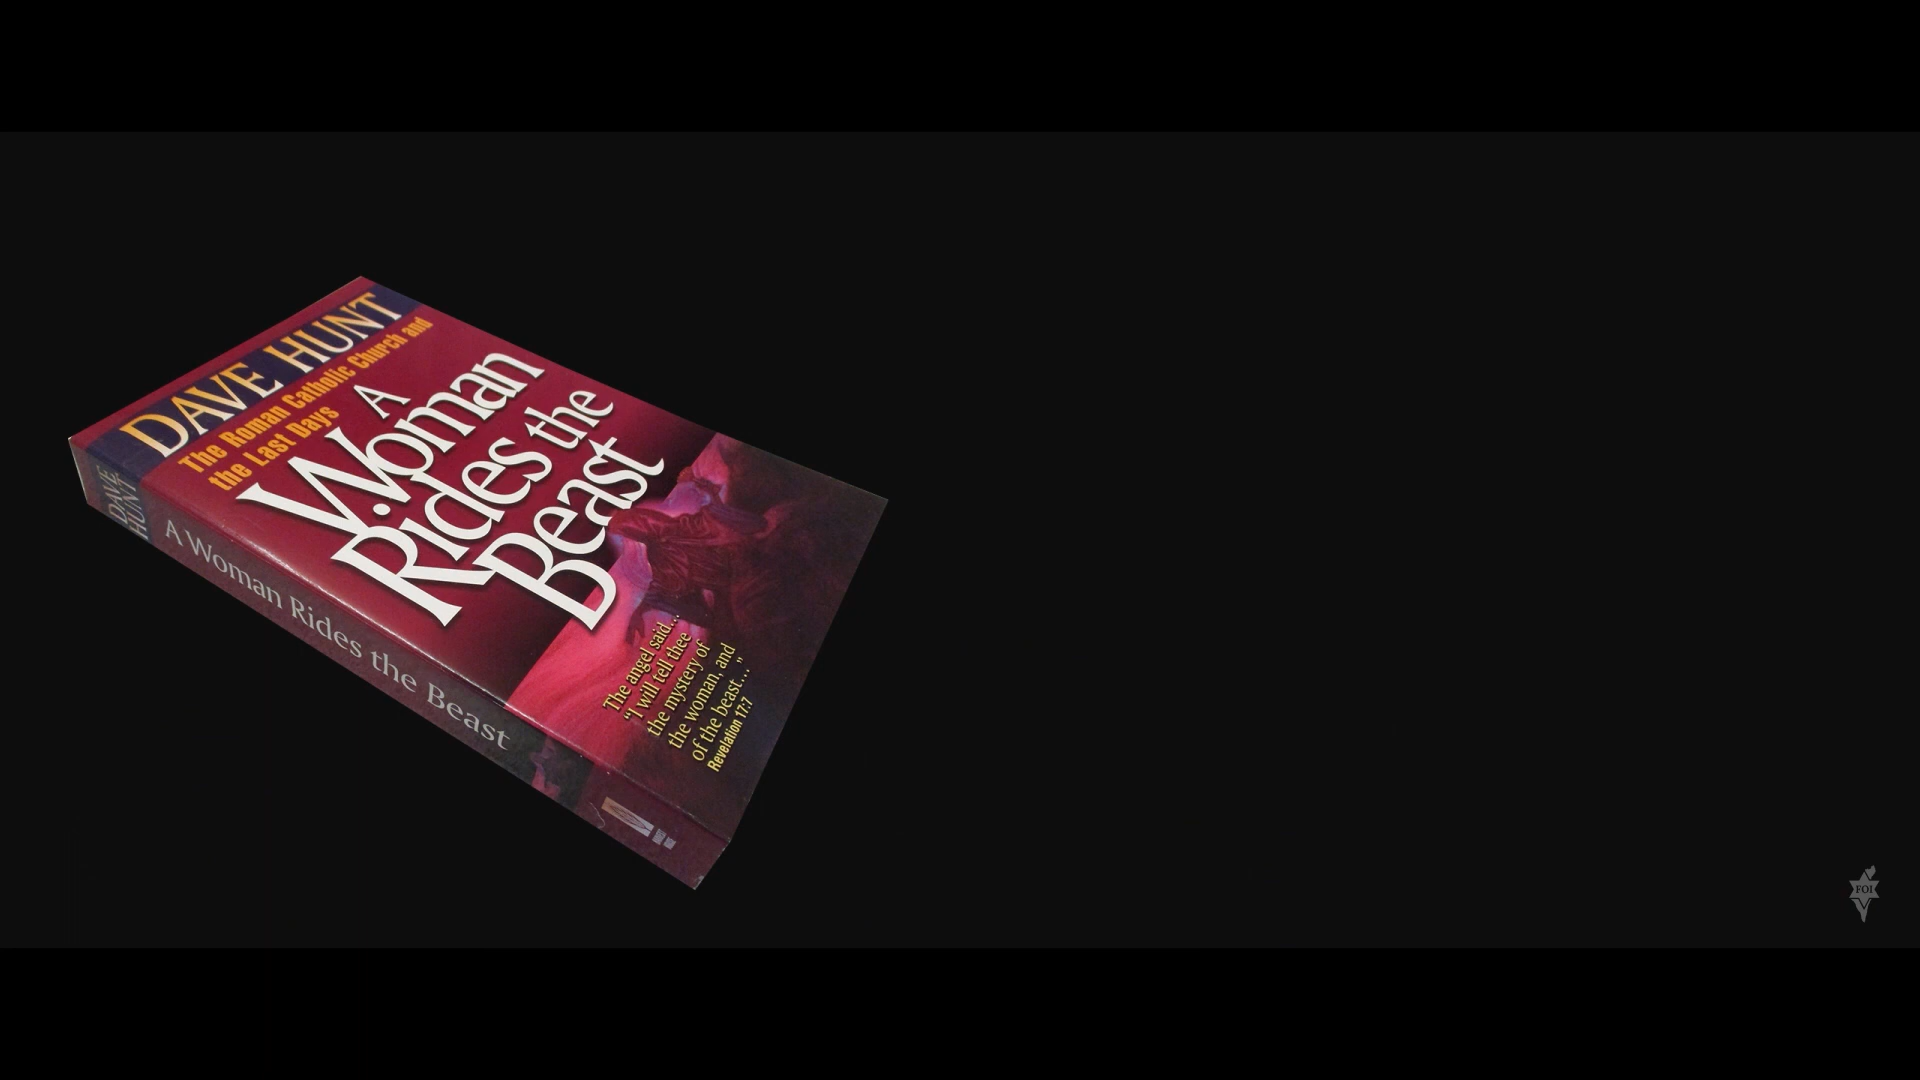 DAVE HUNT
The Roman Catholic Church and
the Last Days
A
Woman
Rides the
Beast
The angel said...
"I will tell thee
the mystery of
the woman, and
of the beast..."
Revelation 17:7
DAVE
HUNT
A Woman Rides the Beast
FOI